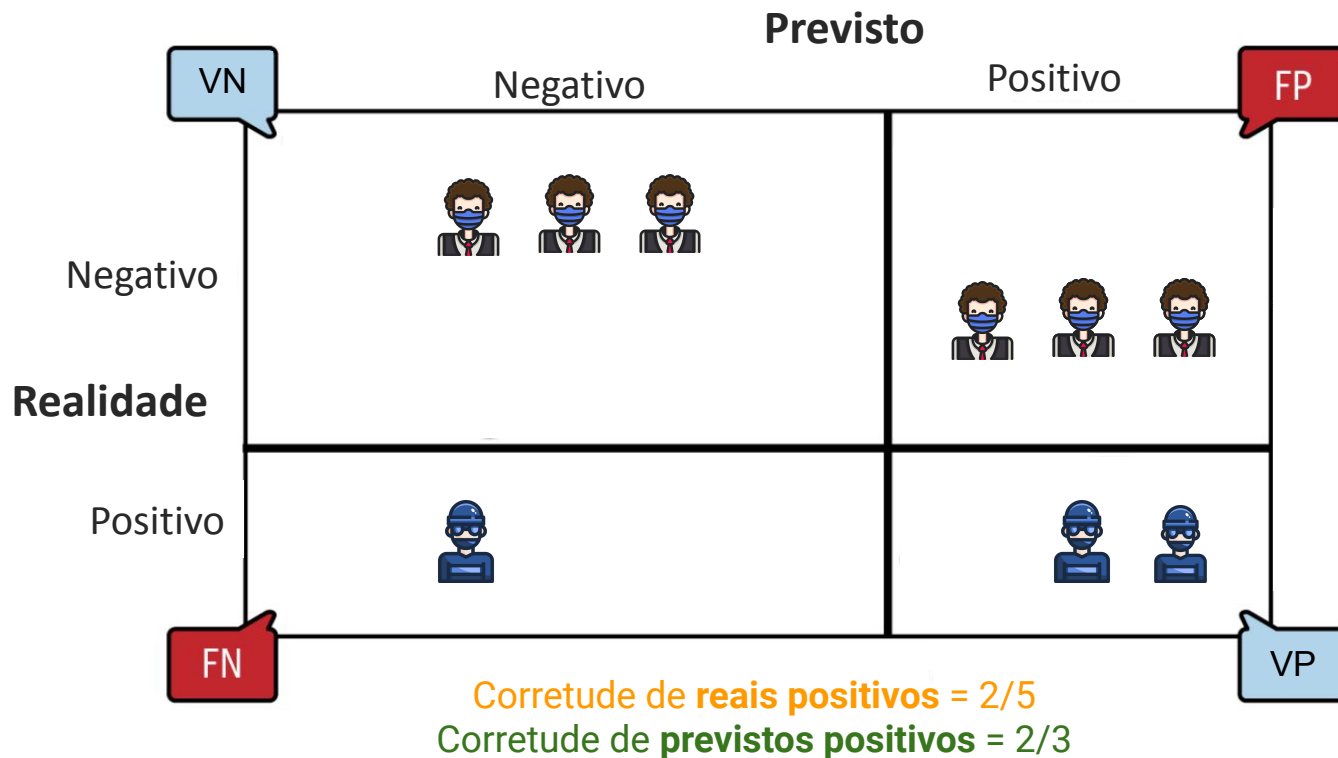 Previsto
VN
Negativo
Positivo
FP
Negativo
Realidade
Positivo
FN
VP
Corretude de reais positivos = 2/5
Corretude de previstos positivos = 2/3